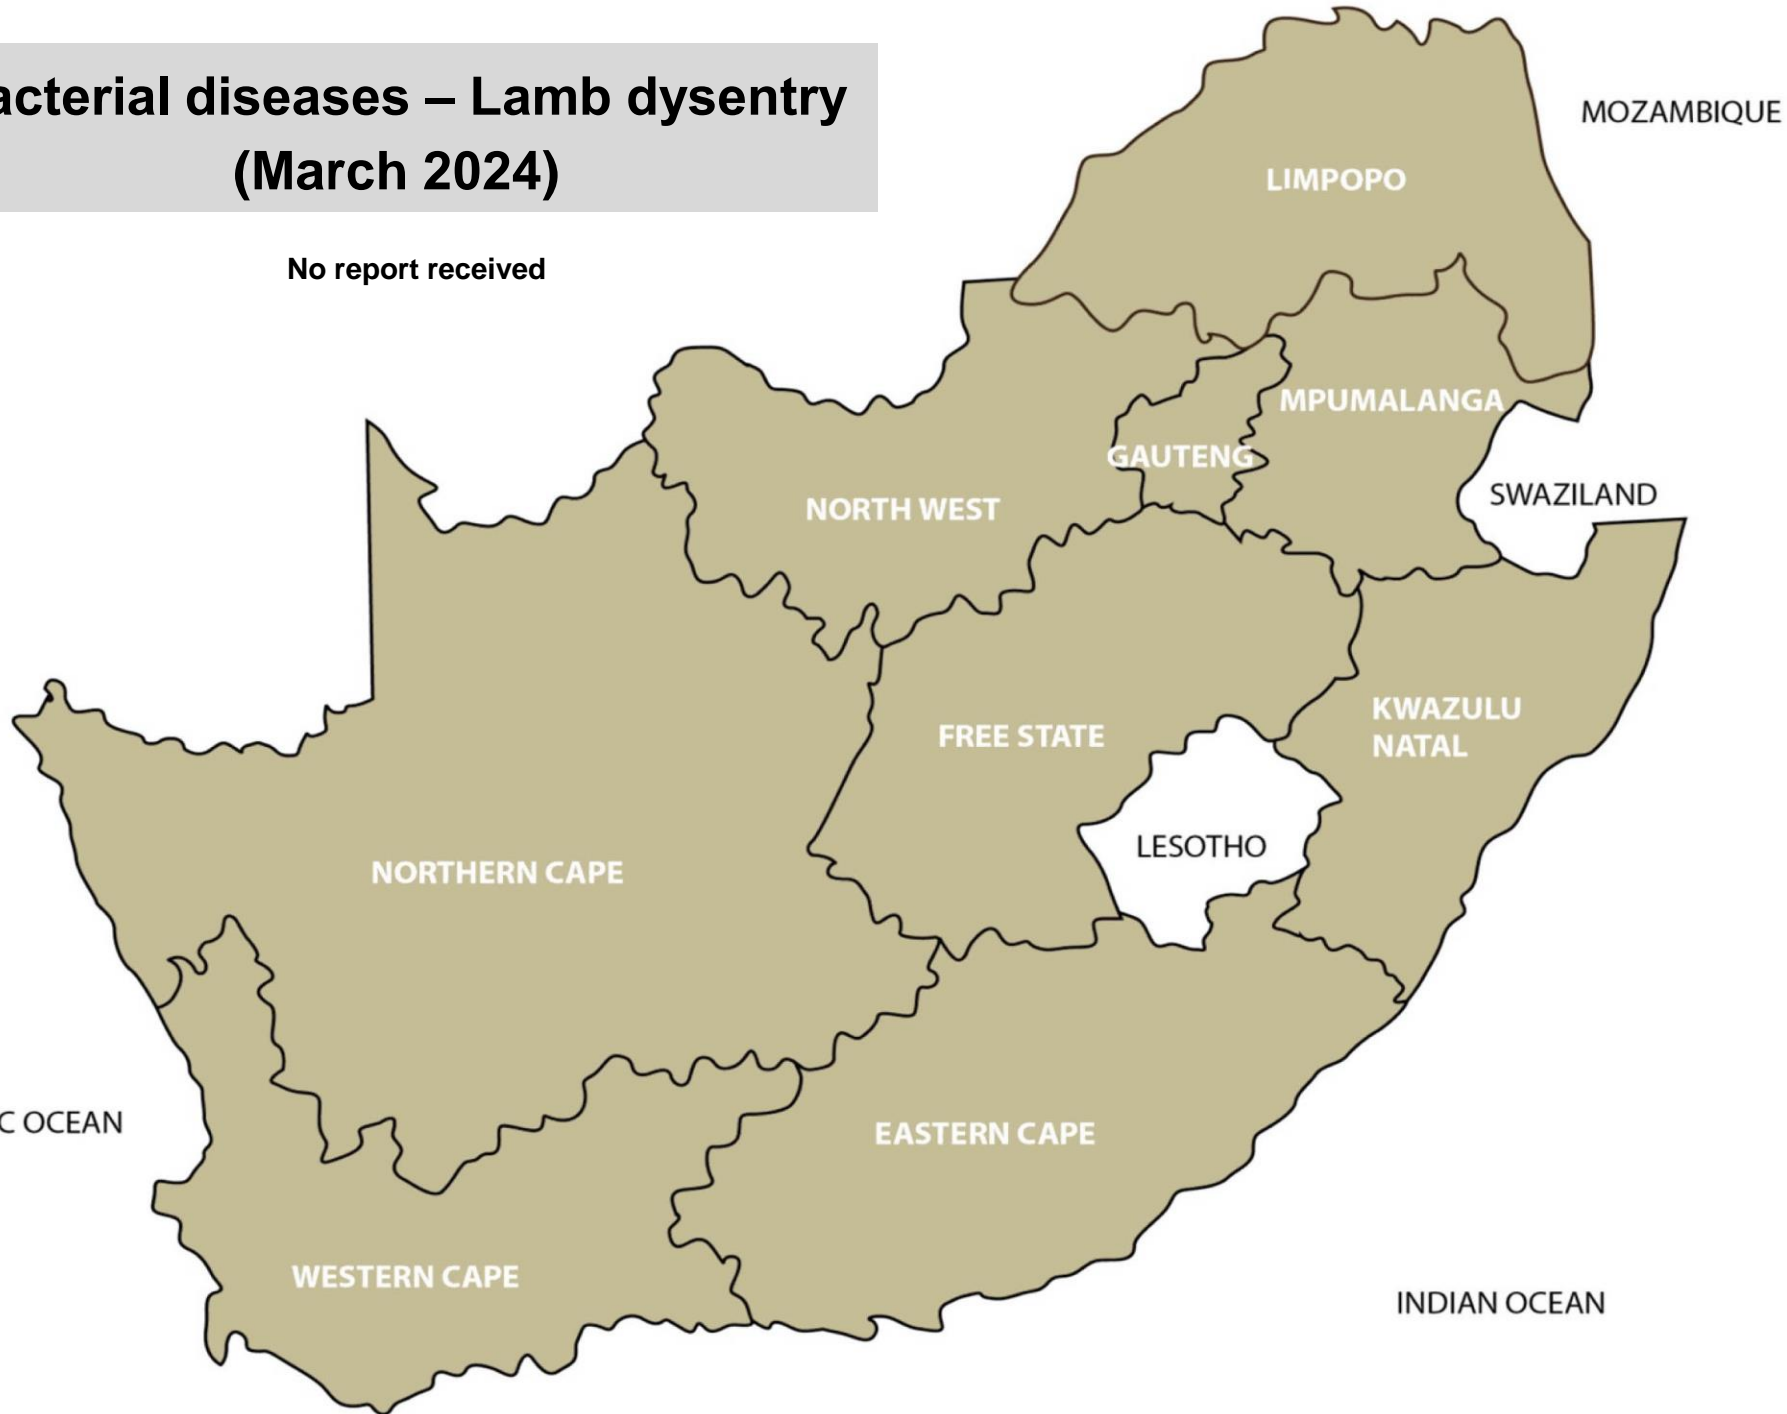 acterial diseases – Lamb dysentry
(March 2024)
No report received
MOZAMBIQUE
LIMPOPO
MPUMALANGA
GAUTENG
SWAZILAND
NORTH WEST
KWAZULU
NATAL
FREE STATE
LESOTHO
NORTHERN CAPE
C OCEAN
EASTERN CAPE
WESTERN CAPE
INDIAN OCEAN